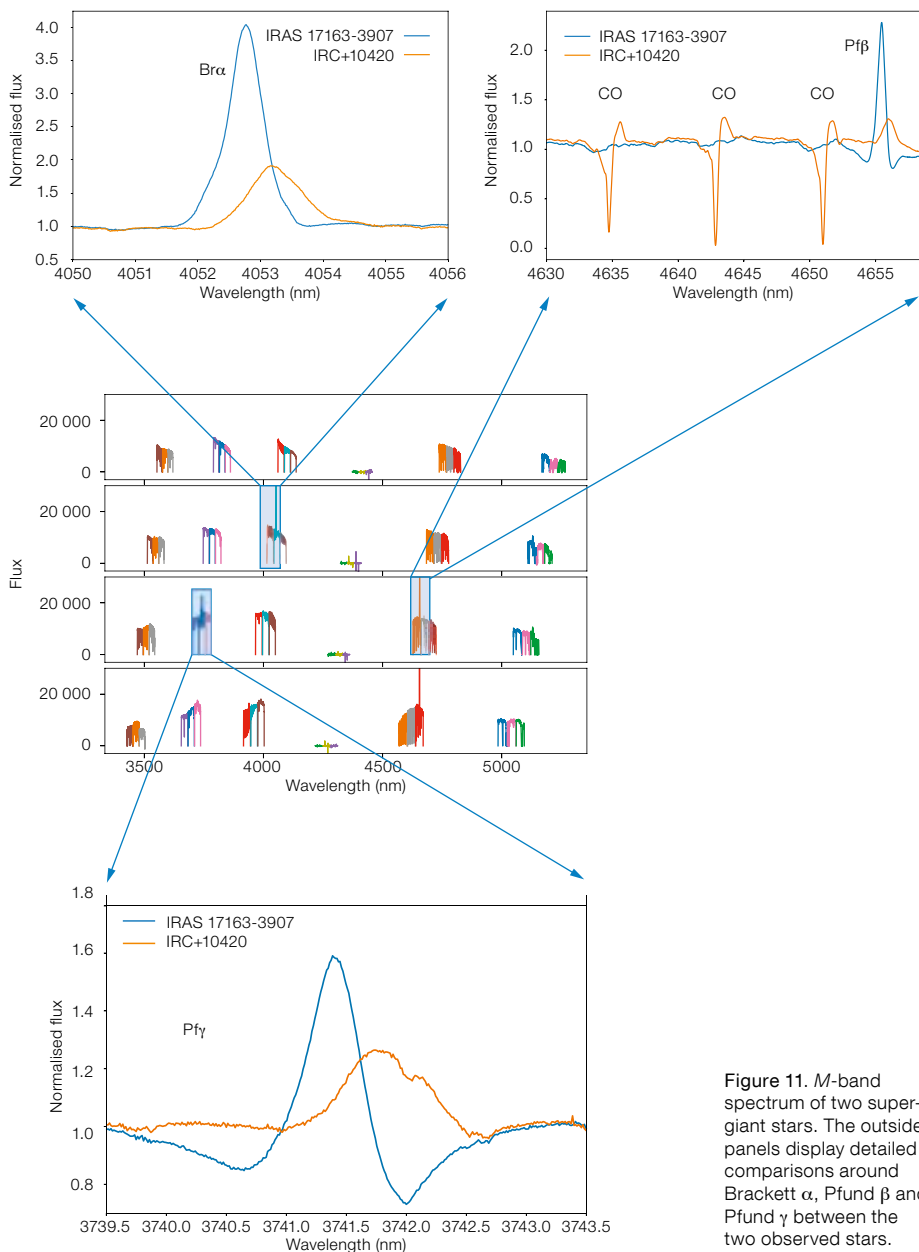 4.0
3.5
3.0
2.5
2.0
1.5
1.0
0.5
Normalised flux
Brα
IRAS 17163-3907
IRC+10420
4050 4051 4052 4053 4054 4055 4056
Wavelength (nm)
2.0
1.5
1.0
0.5
0.0
Normalised flux
IRAS 17163-3907
IRC+10420
Pfβ
CO CO CO
4630 4635 4640 4645 4650 4655
Wavelength (nm)
20 000
0
20 000
0
20 000
0
20 000
0
Flux
3500 4000 4500 5000
Wavelength (nm)
1.8
1.6
1.4
1.2
1.0
0.8
Normalised flux
IRAS 17163-3907
IRC+10420
Pfγ
3739.5 3740.0 3740.5 3741.0 3741.5 3742.0 3742.5 3743.0 3743.5
Wavelength (nm)
Figure 11. M-band
spectrum of two super-
giant stars. The outside
panels display detailed
comparisons around
Brackett α, Pfund β and
Pfund γ between the
two observed stars.